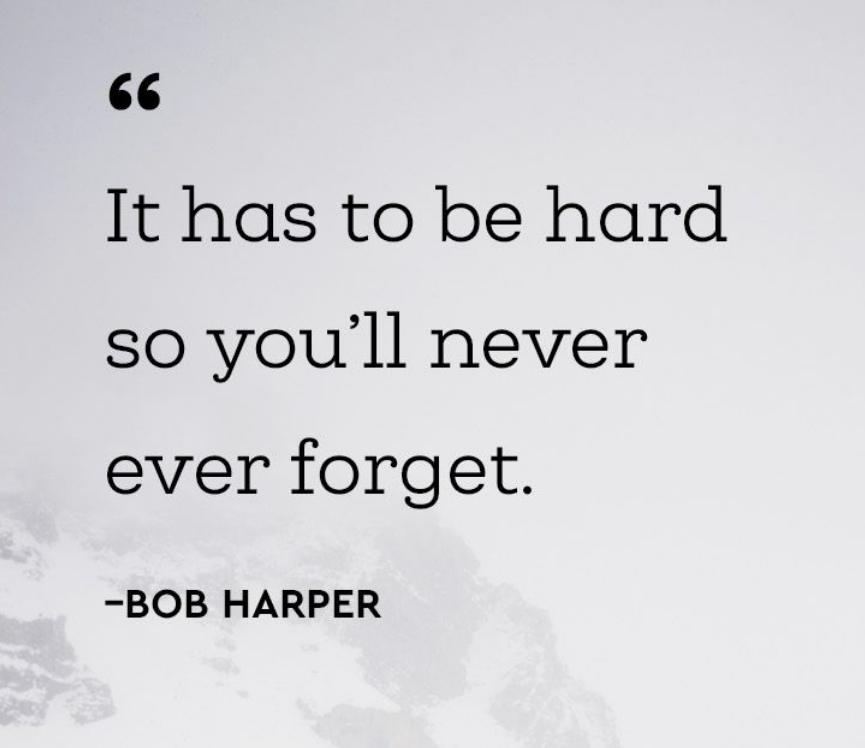 “
It has to be hard
so you’ll never
ever forget.
–BOB HARPER